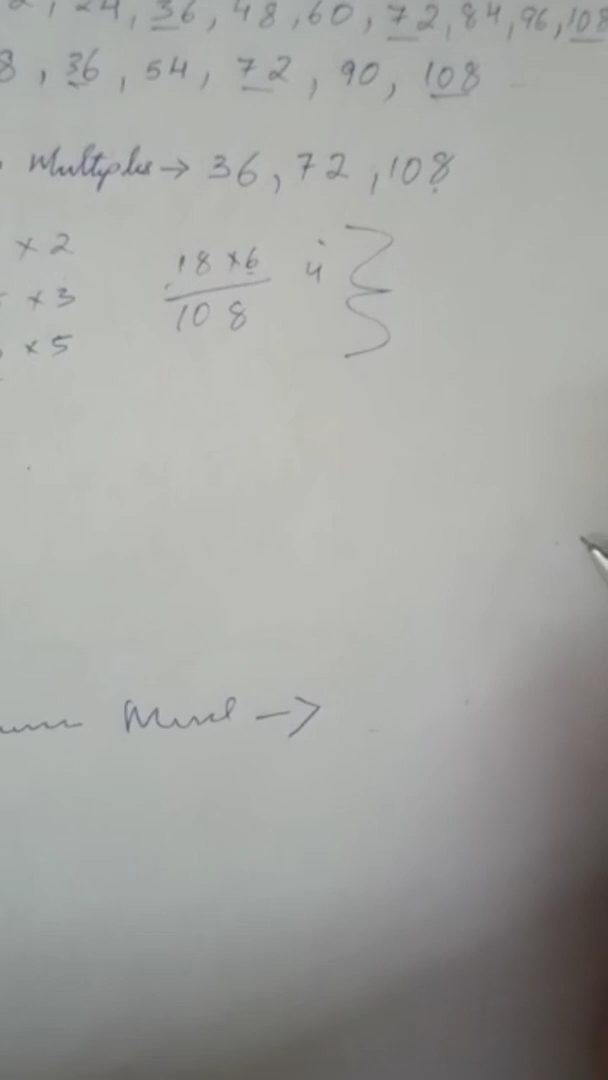 , 24, 36, 48, 60, 72, 84, 96, 108
8, 36, 54, 72, 90, 108
Multiples → 36, 72, 108
× 2
× 3
× 5
18 × 6
108
4
→